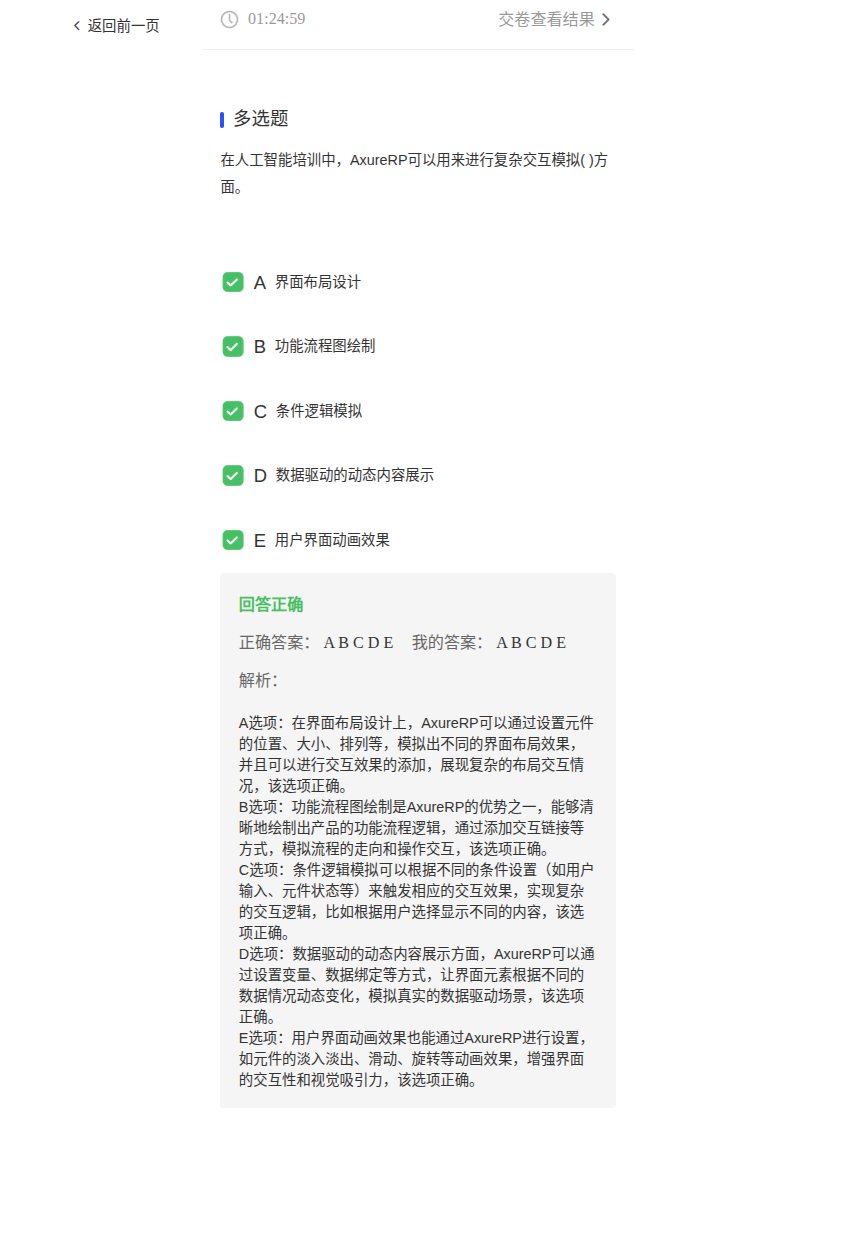 返回前一页
01:24:59
交卷查看结果
多选题
在人工智能培训中，AxureRP可以用来进行复杂交互模拟( )方
面。
A 界面布局设计
B 功能流程图绘制
C 条件逻辑模拟
D 数据驱动的动态内容展示
E 用户界面动画效果
回答正确
正确答案： A B C D E 我的答案： A B C D E
解析：
A选项：在界面布局设计上，AxureRP可以通过设置元件
的位置、大小、排列等，模拟出不同的界面布局效果，
并且可以进行交互效果的添加，展现复杂的布局交互情
况，该选项正确。
B选项：功能流程图绘制是AxureRP的优势之一，能够清
晰地绘制出产品的功能流程逻辑，通过添加交互链接等
方式，模拟流程的走向和操作交互，该选项正确。
C选项：条件逻辑模拟可以根据不同的条件设置（如用户
输入、元件状态等）来触发相应的交互效果，实现复杂
的交互逻辑，比如根据用户选择显示不同的内容，该选
项正确。
D选项：数据驱动的动态内容展示方面，AxureRP可以通
过设置变量、数据绑定等方式，让界面元素根据不同的
数据情况动态变化，模拟真实的数据驱动场景，该选项
正确。
E选项：用户界面动画效果也能通过AxureRP进行设置，
如元件的淡入淡出、滑动、旋转等动画效果，增强界面
的交互性和视觉吸引力，该选项正确。